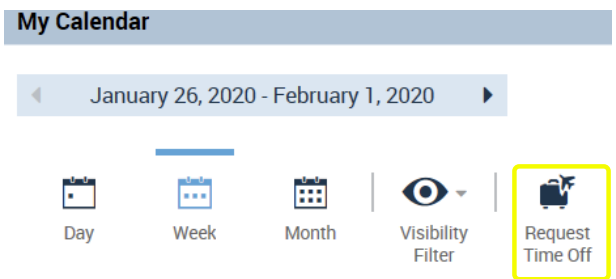 My Calendar
January 26, 2020 - February 1, 2020
Day
Week
Month
Visibility
Filter
Request
Time Off